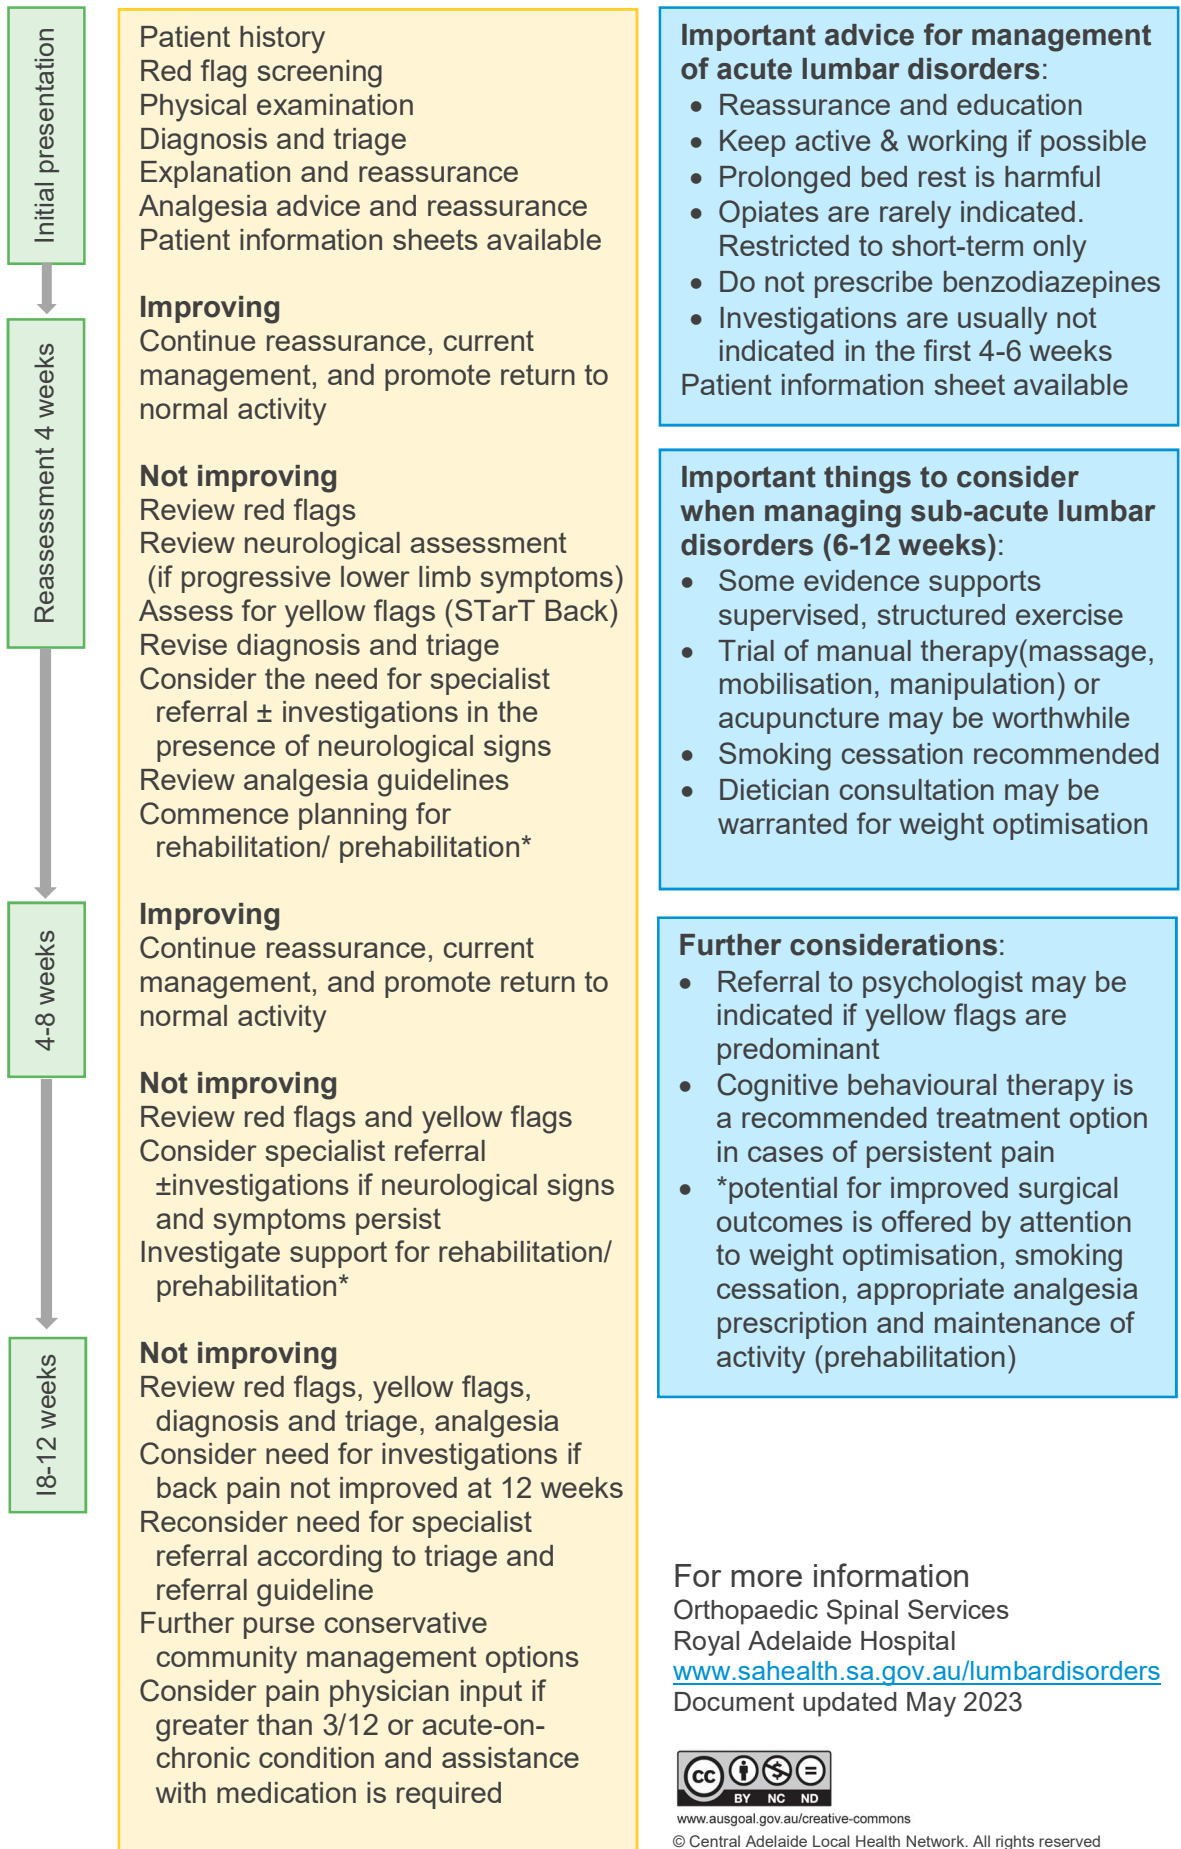 Initial presentation
Reassessment 4 weeks
4-8 weeks
I8-12 weeks
Patient history
Red flag screening
Physical examination
Diagnosis and triage
Explanation and reassurance
Analgesia advice and reassurance
Patient information sheets available
Improving
Continue reassurance, current
management, and promote return to
normal activity
Not improving
Review red flags
Review neurological assessment
(if progressive lower limb symptoms)
Assess for yellow flags (STarT Back)
Revise diagnosis and triage
Consider the need for specialist
referral ± investigations in the
presence of neurological signs
Review analgesia guidelines
Commence planning for
rehabilitation/ prehabilitation*
Improving
Continue reassurance, current
management, and promote return to
normal activity
Not improving
Review red flags and yellow flags
Consider specialist referral
±investigations if neurological signs
and symptoms persist
Investigate support for rehabilitation/
prehabilitation*
Not improving
Review red flags, yellow flags,
diagnosis and triage, analgesia
Consider need for investigations if
back pain not improved at 12 weeks
Reconsider need for specialist
referral according to triage and
referral guideline
Further purse conservative
community management options
Consider pain physician input if
greater than 3/12 or acute-on-
chronic condition and assistance
with medication is required
Important advice for management
of acute lumbar disorders:
• Reassurance and education
• Keep active & working if possible
• Prolonged bed rest is harmful
• Opiates are rarely indicated.
Restricted to short-term only
• Do not prescribe benzodiazepines
• Investigations are usually not
indicated in the first 4-6 weeks
Patient information sheet available
Important things to consider
when managing sub-acute lumbar
disorders (6-12 weeks):
• Some evidence supports
supervised, structured exercise
• Trial of manual therapy(massage,
mobilisation, manipulation) or
acupuncture may be worthwhile
• Smoking cessation recommended
• Dietician consultation may be
warranted for weight optimisation
Further considerations:
• Referral to psychologist may be
indicated if yellow flags are
predominant
• Cognitive behavioural therapy is
a recommended treatment option
in cases of persistent pain
• *potential for improved surgical
outcomes is offered by attention
to weight optimisation, smoking
cessation, appropriate analgesia
prescription and maintenance of
activity (prehabilitation)
For more information
Orthopaedic Spinal Services
Royal Adelaide Hospital
www.sahealth.sa.gov.au/lumbardisorders
Document updated May 2023
cc
BY NC ND
www.ausgoal.gov.au/creative-commons
© Central Adelaide Local Health Network. All rights reserved